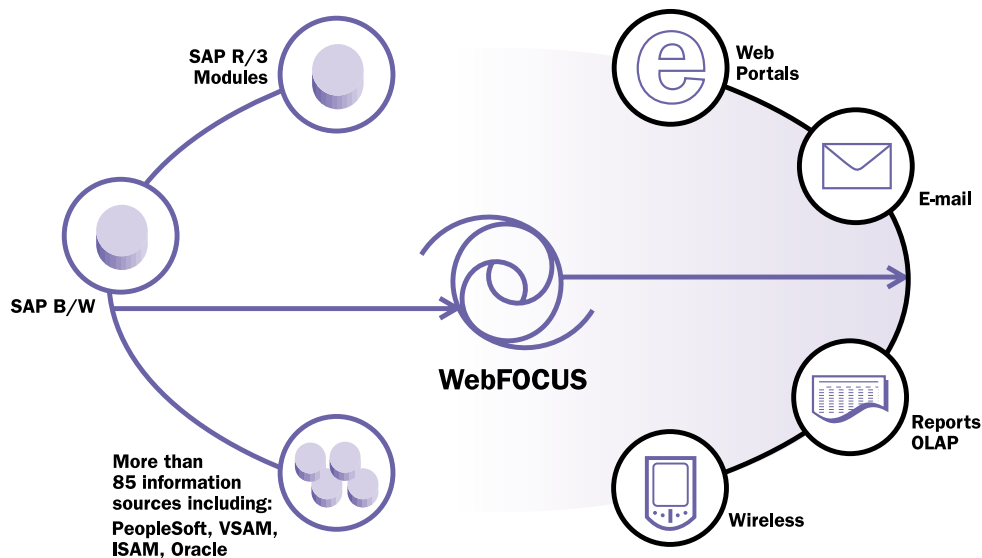 SAP R/3
Modules
SAP B/W
More than
85 information
sources including:
PeopleSoft, VSAM,
ISAM, Oracle
WebFOCUS
e
Web
Portals
E-mail
Reports
OLAP
Wireless